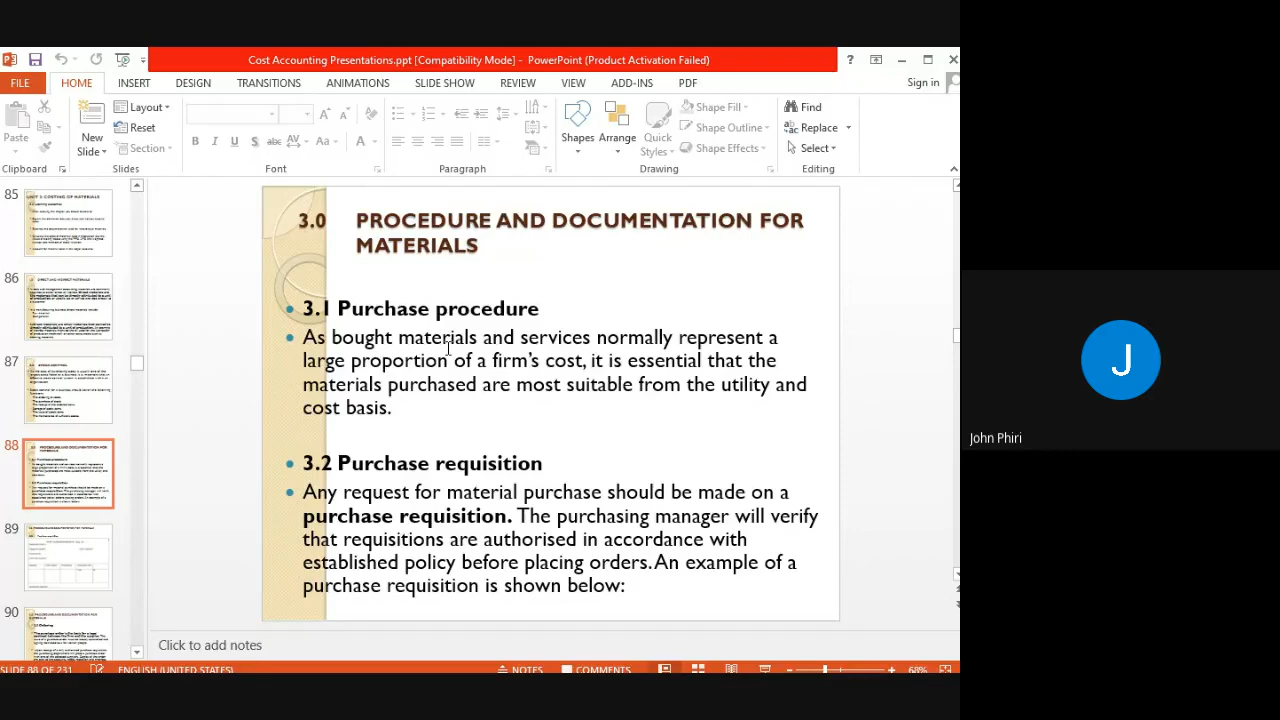 Cost Accounting Presentations.ppt [Compatibility Mode] - PowerPoint (Product Activation Failed)
?
FILE HOME INSERT DESIGN TRANSITIONS ANIMATIONS SLIDE SHOW REVIEW VIEW ADD-INS PDF Sign in
Paste
New
Slide
Layout
Reset
Section
B I U S abc AV Aa A
Shapes Arrange Quick
Styles
Shape Fill
Shape Outline
Shape Effects
Find
Replace
Select
Clipboard Slides Font Paragraph Drawing Editing
85
86
87
88
89
90
3.0 PROCEDURE AND DOCUMENTATION FOR
MATERIALS
3.1 Purchase procedure
As bought materials and services normally represent a
large proportion of a firm's cost, it is essential that the
materials purchased are most suitable from the utility and
cost basis.
3.2 Purchase requisition
Any request for material purchase should be made on a
purchase requisition. The purchasing manager will verify
that requisitions are authorised in accordance with
established policy before placing orders. An example of a
purchase requisition is shown below:
Click to add notes
SLIDE 88 OF 231 ENGLISH (UNITED STATES) NOTES COMMENTS 68%
J
John Phiri